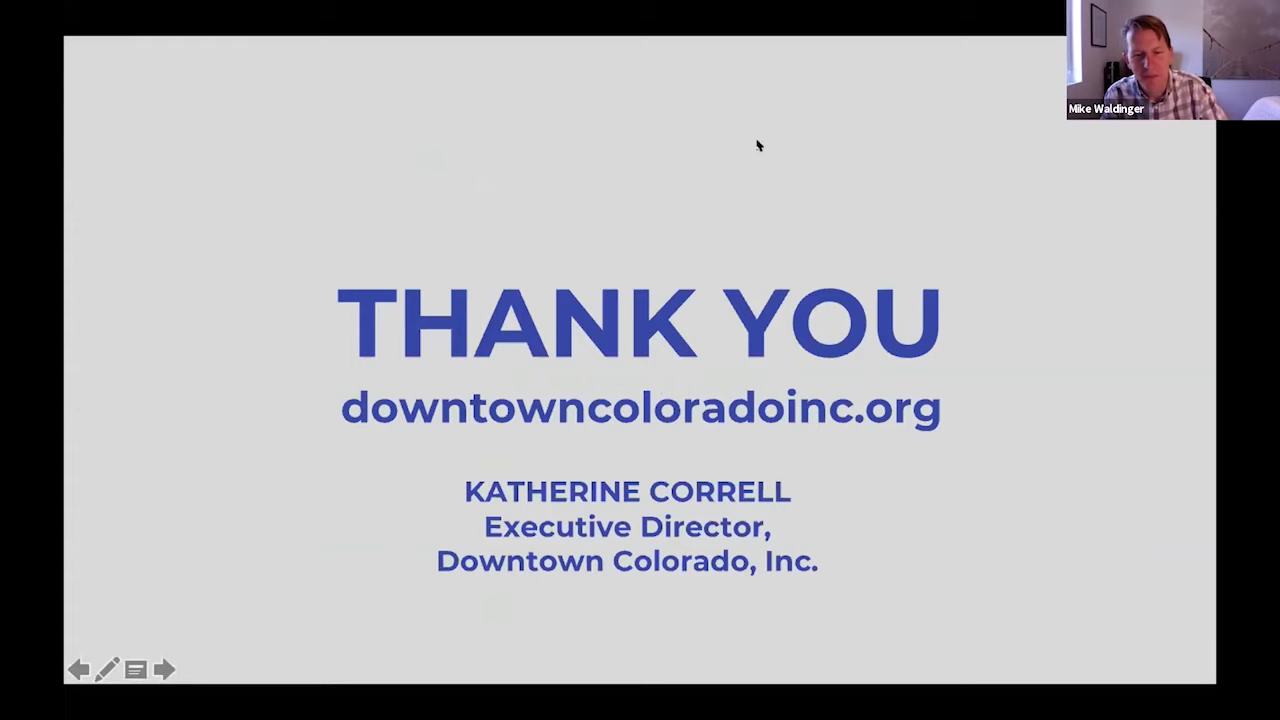 Mike Waldinger
THANK YOU
downtowncoloradoinc.org
KATHERINE CORRELL
Executive Director,
Downtown Colorado, Inc.